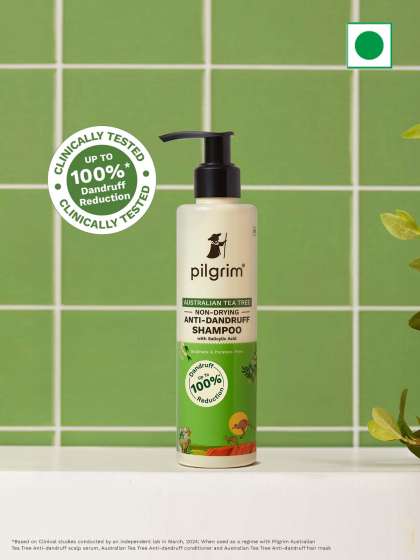 CLINICALLY TESTED
UP TO
100%*
Dandruff
Reduction
CLINICALLY TESTED
pilgrim®
AUSTRALIAN TEA TREE
NON-DRYING
ANTI-DANDRUFF
SHAMPOO
with Salicylic Acid
Sulphate & Paraben Free
Dandruff
Up To
100%*
Reduction
*Based on Clinical studies conducted by an independent lab in March, 2024; When used as a regime with Pilgrim Australian
Tea Tree Anti-dandruff scalp serum, Australian Tea Tree Anti-dandruff conditioner and Australian Tea Tree Anti-dandruff hair mask